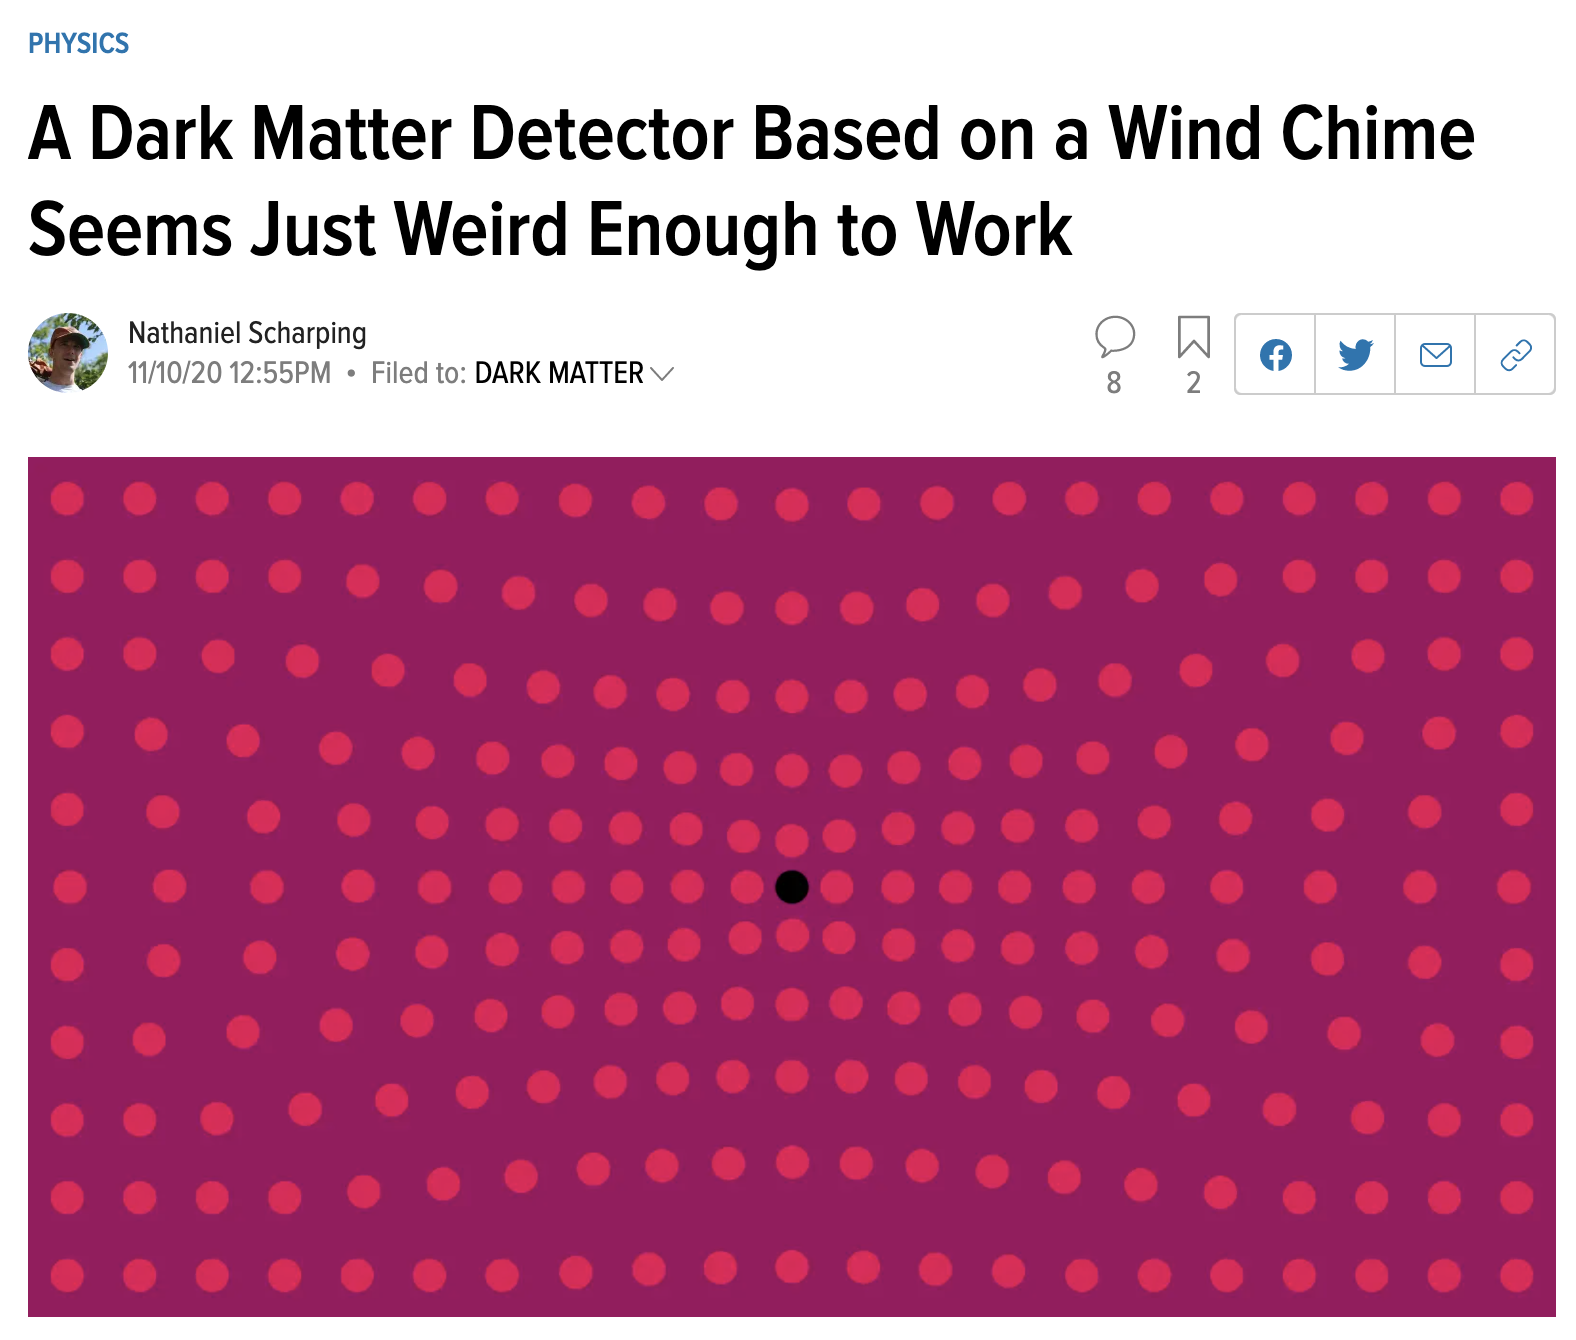 PHYSICS
A Dark Matter Detector Based on a Wind Chime
Seems Just Weird Enough to Work
Nathaniel Scharping
11/10/20 12:55PM • Filed to: DARK MATTER
8
2